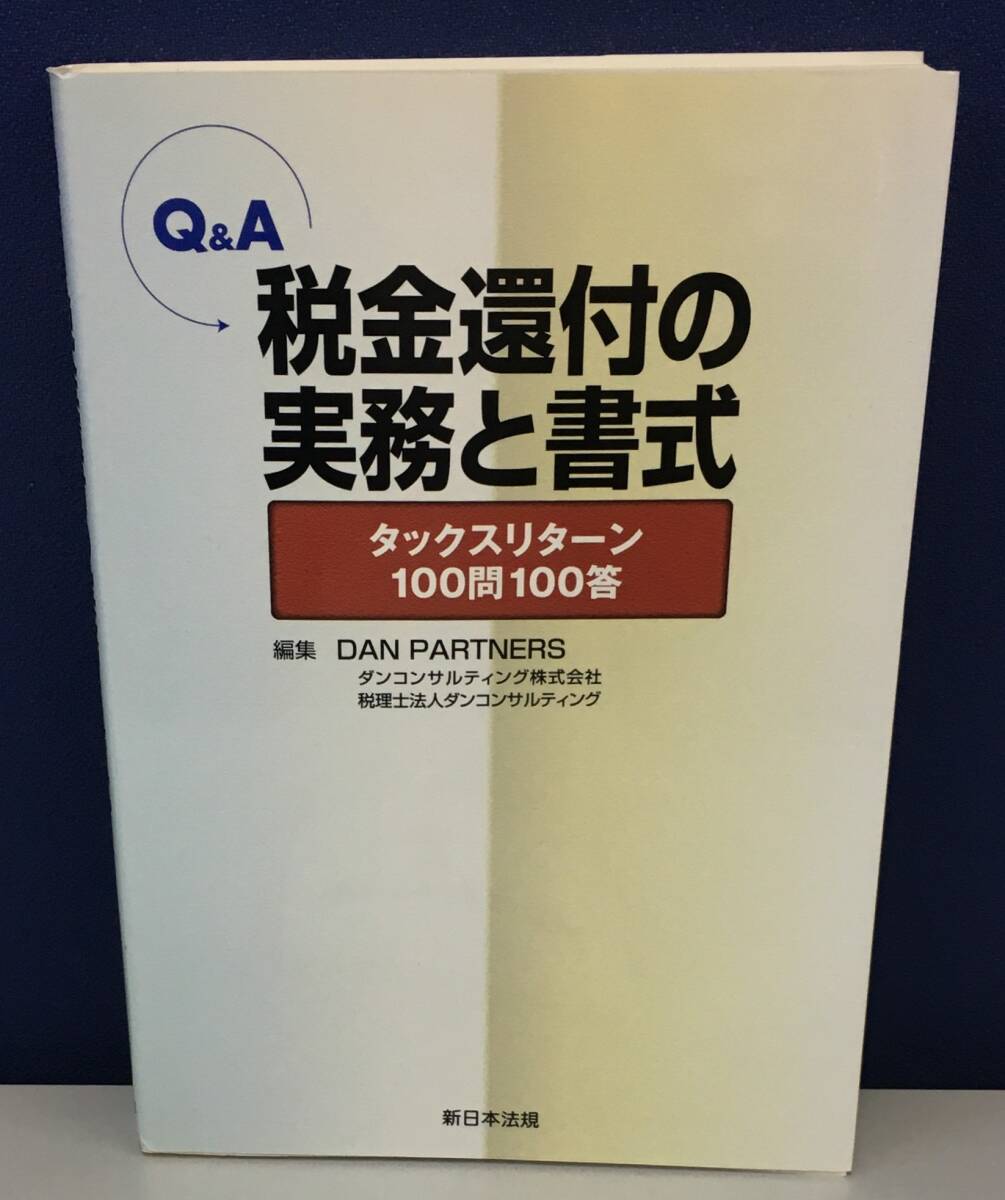 Q&A
税金還付の
実務と書式
タックスリターン
100問100答
編集 DAN PARTNERS
ダンコンサルティング株式会社
税理士法人ダンコンサルティング
新日本法規